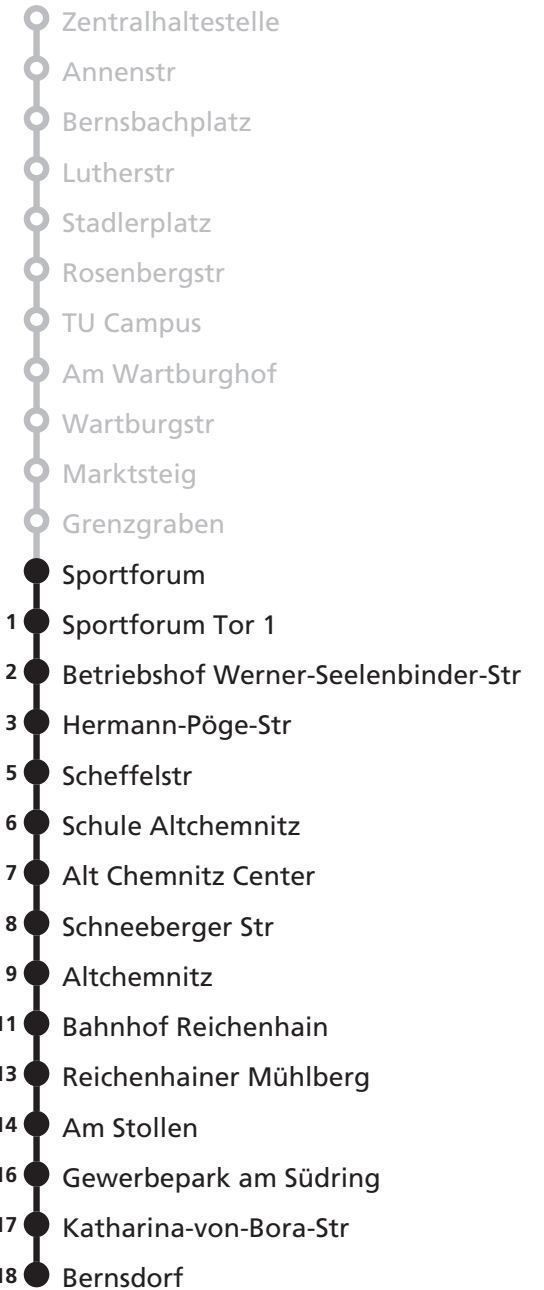 Zentralhaltestelle
Annenstr
Bernsbachplatz
Lutherstr
Stadlerplatz
Rosenbergstr
TU Campus
Am Wartburghof
Wartburgstr
Marktsteig
Grenzgraben
Sportforum
1 Sportforum Tor 1
2 Betriebshof Werner-Seelenbinder-Str
3 Hermann-Pöge-Str
5 Scheffelstr
6 Schule Altchemnitz
7 Alt Chemnitz Center
8 Schneeberger Str
9 Altchemnitz
11 Bahnhof Reichenhain
13 Reichenhainer Mühlberg
14 Am Stollen
16 Gewerbepark am Südring
17 Katharina-von-Bora-Str
18 Bernsdorf